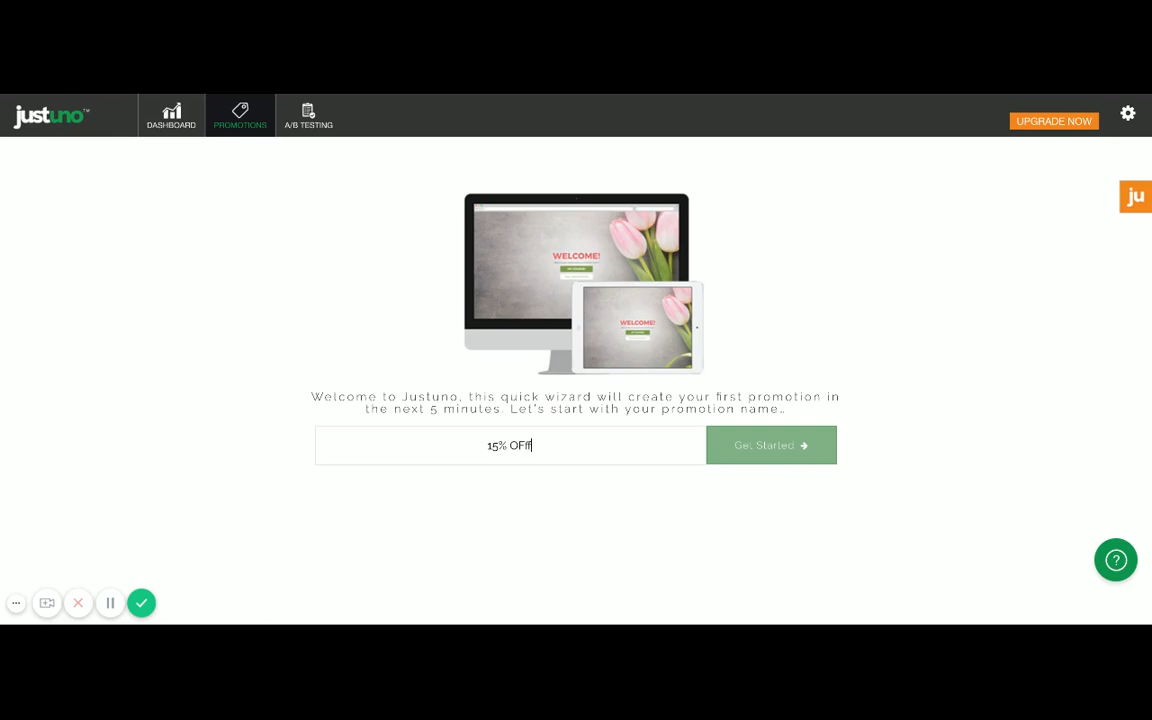 justuno™
DASHBOARD
PROMOTIONS
A/B TESTING
UPGRADE NOW
ju
WELCOME!
WELCOME!
Welcome to Justuno, this quick wizard will create your first promotion in
the next 5 minutes. Let's start with your promotion name...
15% OFff
Get Started